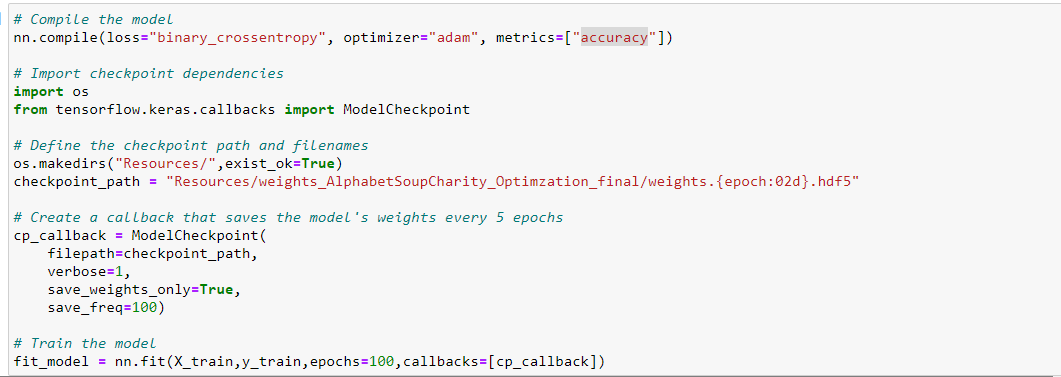 # Compile the model
nn.compile(loss="binary_crossentropy", optimizer="adam", metrics=["accuracy"])
# Import checkpoint dependencies
import os
from tensorflow.keras.callbacks import ModelCheckpoint
# Define the checkpoint path and filenames
os.makedirs("Resources/",exist_ok=True)
checkpoint_path = "Resources/weights_AlphabetSoupCharity_Optimzation_final/weights.{epoch:02d}.hdf5"
# Create a callback that saves the model's weights every 5 epochs
cp_callback = ModelCheckpoint(
    filepath=checkpoint_path,
    verbose=1,
    save_weights_only=True,
    save_freq=100)
# Train the model
fit_model = nn.fit(X_train,y_train,epochs=100,callbacks=[cp_callback])